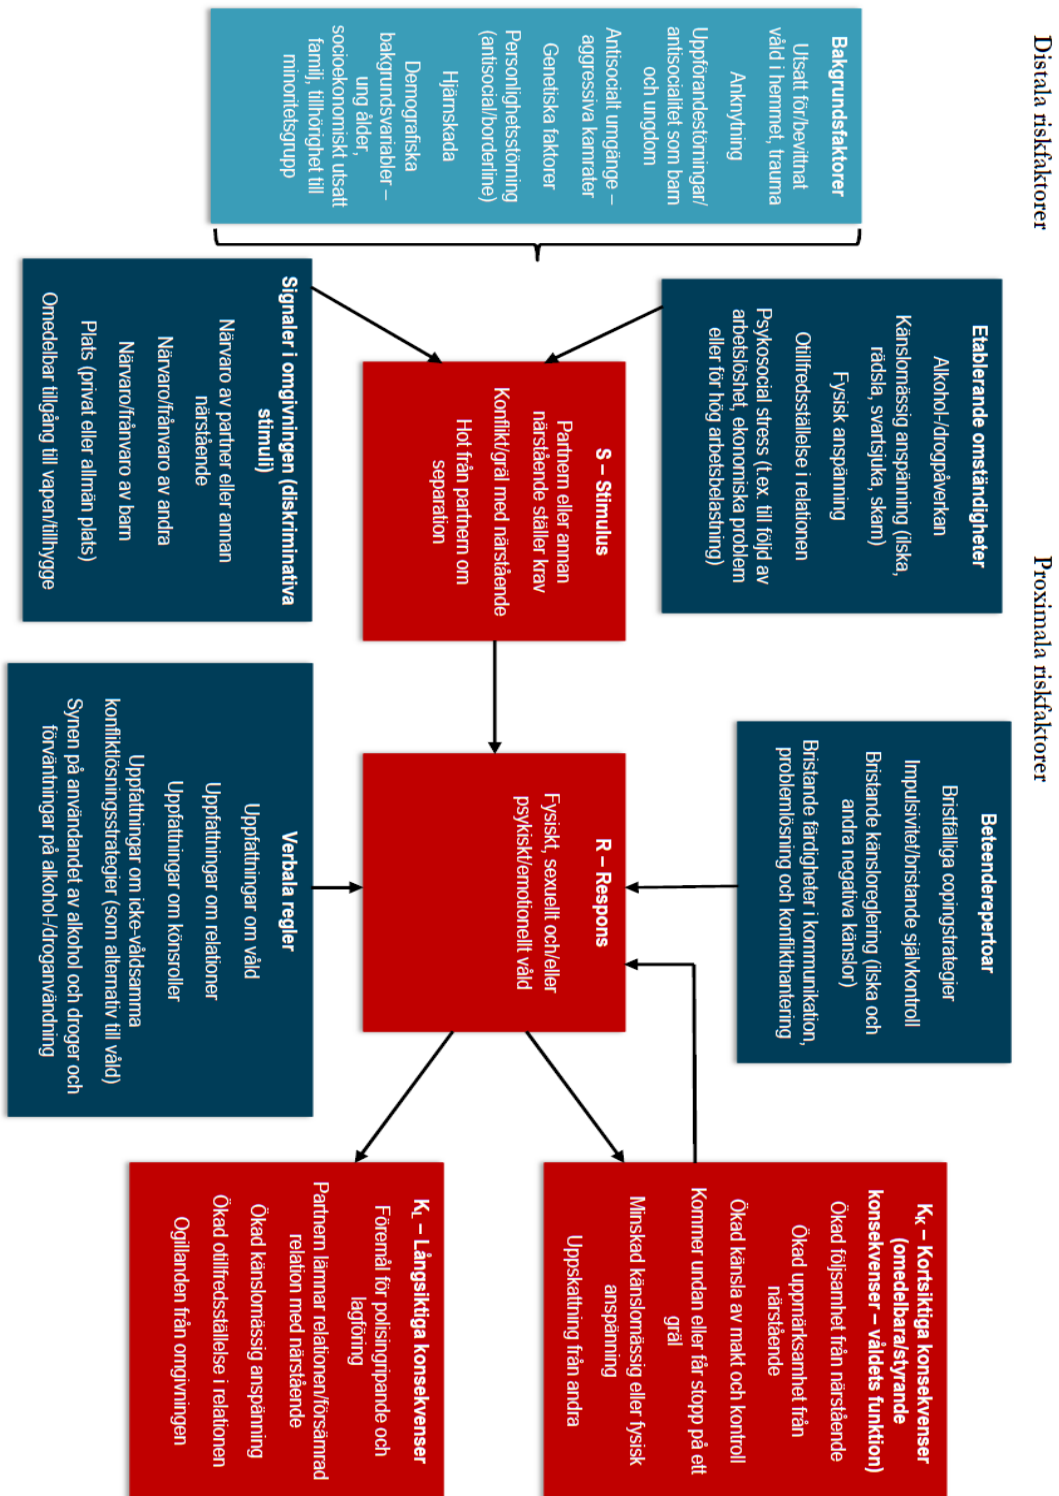 Distala riskfaktorer
Proximala riskfaktorer
Bakgrundsfaktorer
Utsatt för/bevittnat
våld i hemmet, trauma
Anknytning
Uppförandestörningar/
antisocialitet som barn
och ungdom
Antisocialt umgänge –
aggressiva kamrater
Genetiska faktorer
Personlighetsstörning
(antisocial/borderline)
Hjärnskada
Demografiska
bakgrundsvariabler –
ung ålder,
socioekonomiskt utsatt
familj, tillhörighet till
minoritetsgrupp
Etablerande omständigheter
Alkohol-/drogpåverkan
Känslomässig anspänning (ilska,
rädsla, svartsjuka, skam)
Fysisk anspänning
Otillfredsställelse i relationen
Psykosocial stress (t.ex. till följd av
arbetslöshet, ekonomiska problem
eller för hög arbetsbelastning)
S – Stimulus
Partnern eller annan
närstående ställer krav
Konflikt/gräl med närstående
Hot från partnern om
separation
Signaler i omgivningen (diskriminativa
stimuli)
Närvaro av partner eller annan
närstående
Närvaro/frånvaro av andra
Närvaro/frånvaro av barn
Plats (privat eller allmän plats)
Omedelbar tillgång till vapen/tillhygge
Beteenderepertoar
Bristfälliga copingstrategier
Impulsivitet/bristande självkontroll
Bristande känsloreglering (ilska och
andra negativa känslor)
Bristande färdigheter i kommunikation,
problemlösning och konflikthantering
R – Respons
Fysiskt, sexuellt och/eller
psykiskt/emotionellt våld
Verbala regler
Uppfattningar om våld
Uppfattningar om relationer
Uppfattningar om könsroller
Uppfattningar om icke-våldsamma
konfliktlösningsstrategier (som alternativ till våld)
Synen på användandet av alkohol och droger och
förväntningar på alkohol-/droganvändning
Kₖ – Kortsiktiga konsekvenser
(omedelbara/styrande
konsekvenser – våldets funktion)
Ökad följsamhet från närstående
Ökad uppmärksamhet från
närstående
Ökad känsla av makt och kontroll
Kommer undan eller får stopp på ett
gräl
Minskad känslomässig eller fysisk
anspänning
Uppskattning från andra
K_L – Långsiktiga konsekvenser
Föremål för polisingripande och
lagföring
Partnern lämnar relationen/försämrad
relation med närstående
Ökad känslomässig anspänning
Ökad otillfredsställelse i relationen
Ogillanden från omgivningen